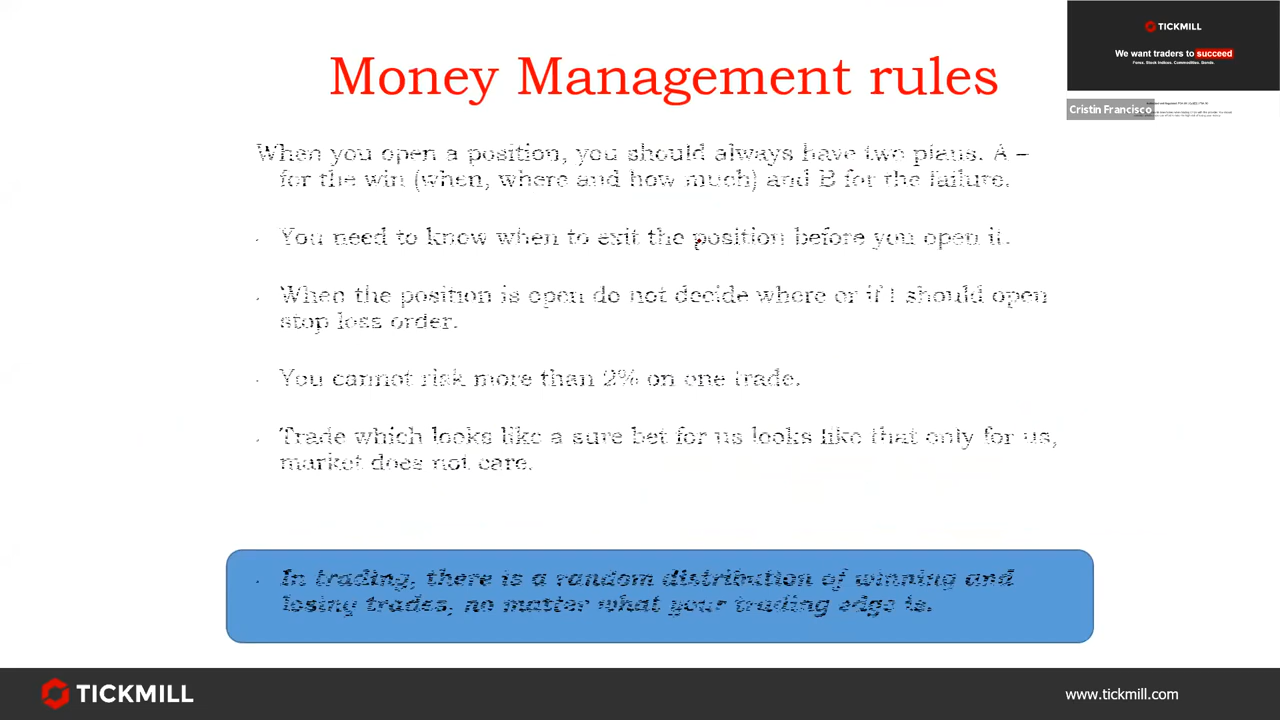 TICKMILL
We want traders to succeed
Forex. Stock Indices. Commodities. Bonds.
Cristin Francisco
Money Management rules
When you open a position, you should always have two plans. A –
for the win (when, where and how much) and B for the failure.
You need to know when to exit the position before you open it.
When the position is open do not decide where or if I should open
stop loss order.
You cannot risk more than 2% on one trade.
Trade which looks like a sure bet for us looks like that only for us,
market does not care.
In trading, there is a random distribution of winning and
losing trades, no matter what your trading edge is.
TICKMILL
www.tickmill.com